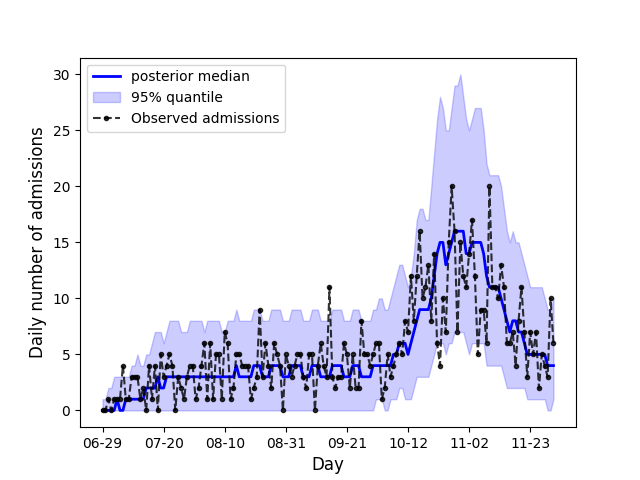 posterior median
95% quantile
Observed admissions
Daily number of admissions
30
25
20
15
10
5
0
06-29 07-20 08-10 08-31 09-21 10-12 11-02 11-23
Day